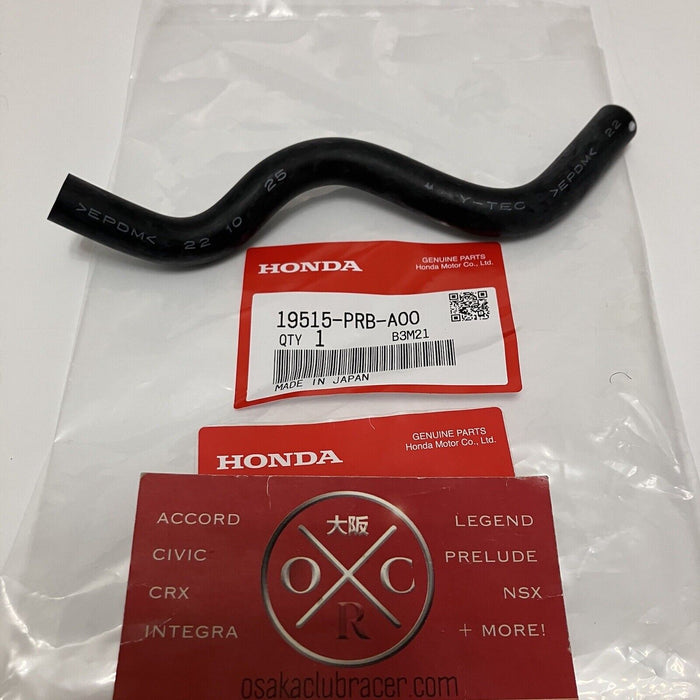 >EPDM< 22 10 25
Y-TEC >EPDM< 22
HONDA
GENUINE PARTS
Honda Motor Co., Ltd.
19515-PRB-A00
QTY 1 B3M21
MADE IN JAPAN
HONDA
GENUINE PARTS
Honda Motor Co., Ltd.
ACCORD
CIVIC
CRX
INTEGRA
大阪
O C
R
LEGEND
PRELUDE
NSX
+ MORE!
osakaclubracer.com